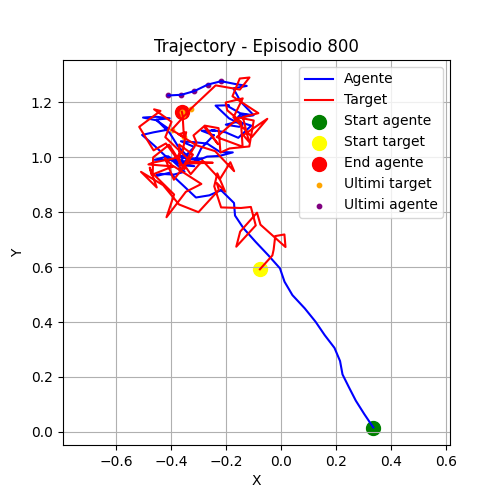 Trajectory - Episodio 800
Agente
Target
Start agente
Start target
End agente
Ultimi target
Ultimi agente
Y
1.2
1.0
0.8
0.6
0.4
0.2
0.0
−0.6
−0.4
−0.2
0.0
0.2
0.4
0.6
X